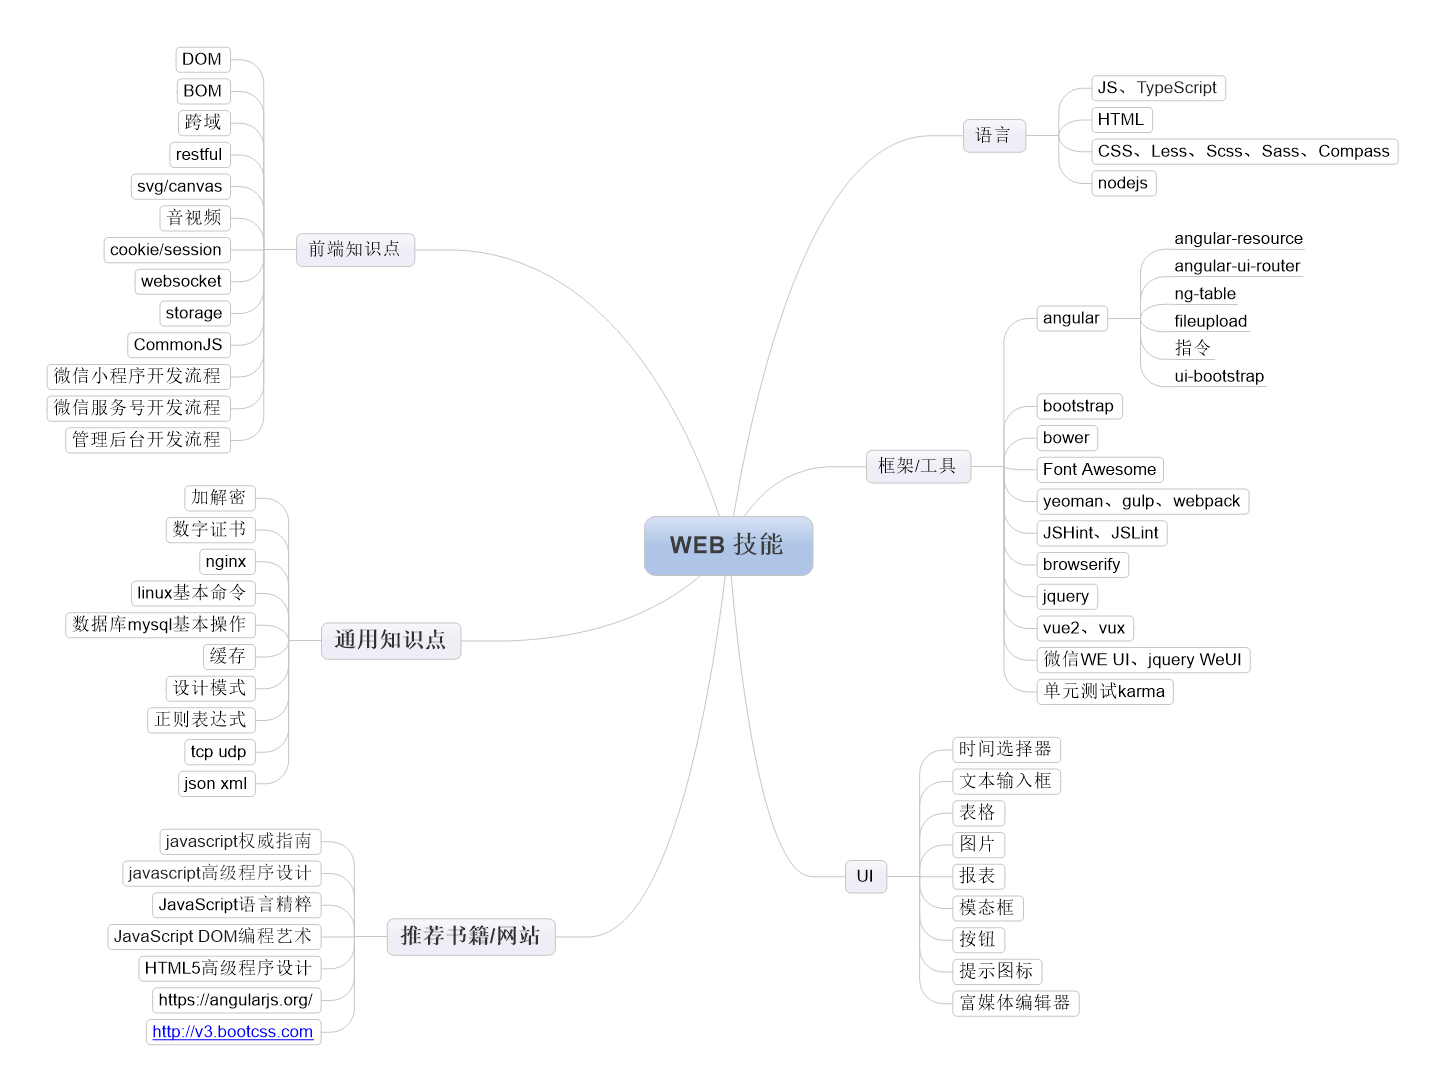 WEB 技能
语言
JS、TypeScript
HTML
CSS、Less、Scss、Sass、Compass
nodejs
框架/工具
angular
angular-resource
angular-ui-router
ng-table
fileupload
指令
ui-bootstrap
bootstrap
bower
Font Awesome
yeoman、gulp、webpack
JSHint、JSLint
browserify
jquery
vue2、vux
微信WE UI、jquery WeUI
单元测试karma
UI
时间选择器
文本输入框
表格
图片
报表
模态框
按钮
提示图标
富媒体编辑器
前端知识点
DOM
BOM
跨域
restful
svg/canvas
音视频
cookie/session
websocket
storage
CommonJS
微信小程序开发流程
微信服务号开发流程
管理后台开发流程
通用知识点
加解密
数字证书
nginx
linux基本命令
数据库mysql基本操作
缓存
设计模式
正则表达式
tcp udp
json xml
推荐书籍/网站
javascript权威指南
javascript高级程序设计
JavaScript语言精粹
JavaScript DOM编程艺术
HTML5高级程序设计
https://angularjs.org/
http://v3.bootcss.com